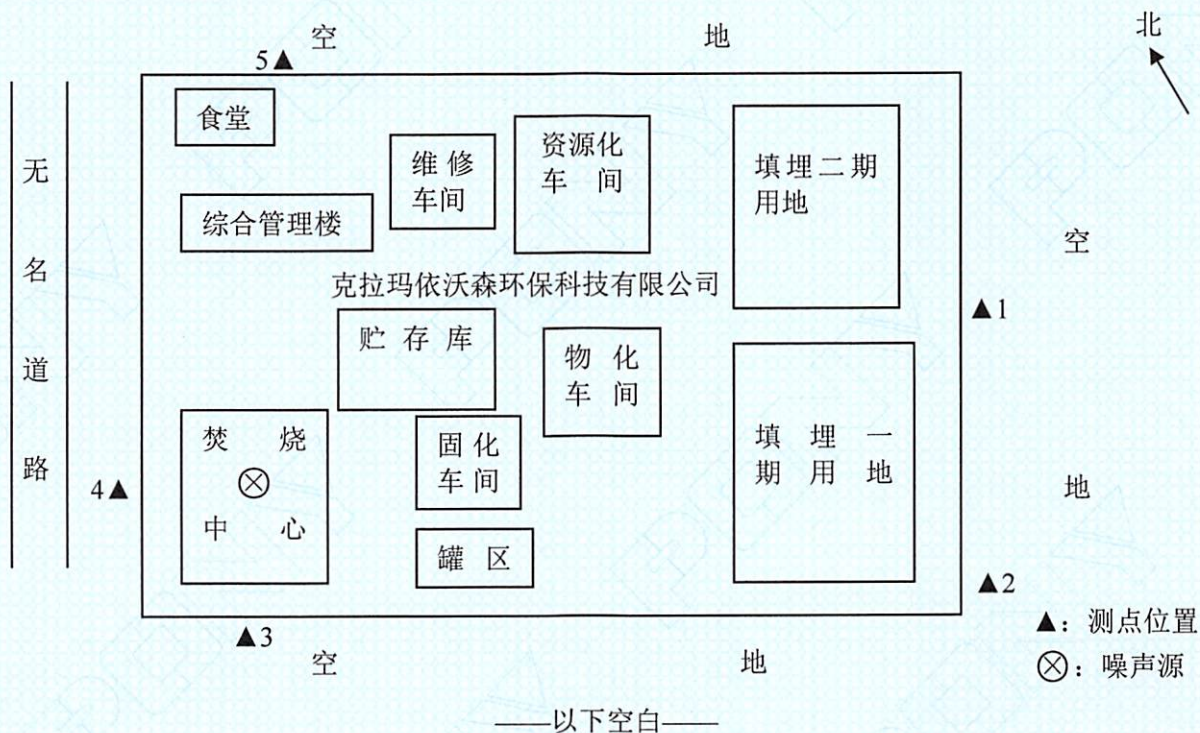 空 地
北
5▲
食堂
维修
车间
资源化
车 间
填埋二期
用地
综合管理楼
无名道路
空
地
克拉玛依沃森环保科技有限公司
▲1
贮 存 库
物 化
车 间
焚 烧
中 心
固 化
车 间
填 埋 一
期 用 地
4▲
罐 区
▲2
▲3
空 地
▲：测点位置
⊗：噪声源
——以下空白——